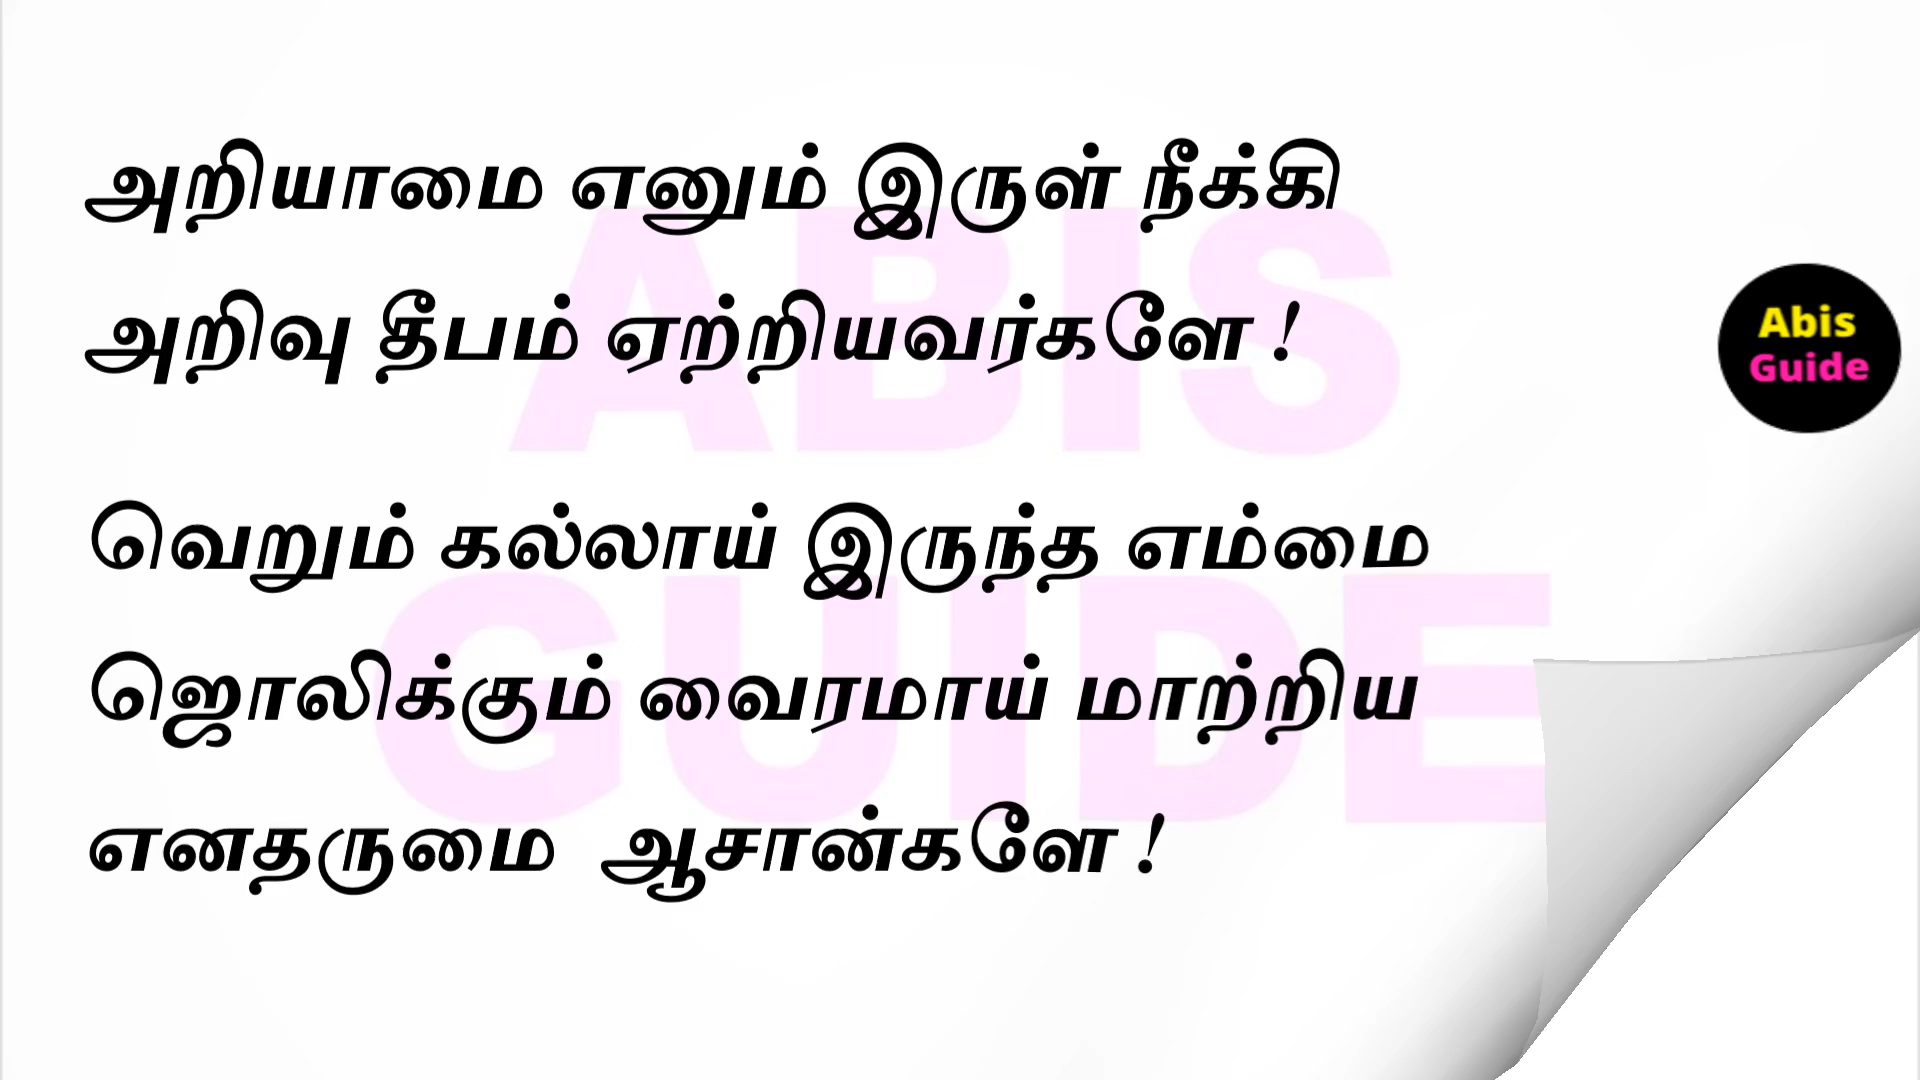 அறியாமை எனும் இருள் நீக்கி
அறிவு தீபம் ஏற்றியவர்களே !
வெறும் கல்லாய் இருந்த எம்மை
ஜொலிக்கும் வைரமாய் மாற்றிய
எனதருமை ஆசான்களே !
Abis
Guide
ABIS
GUIDE